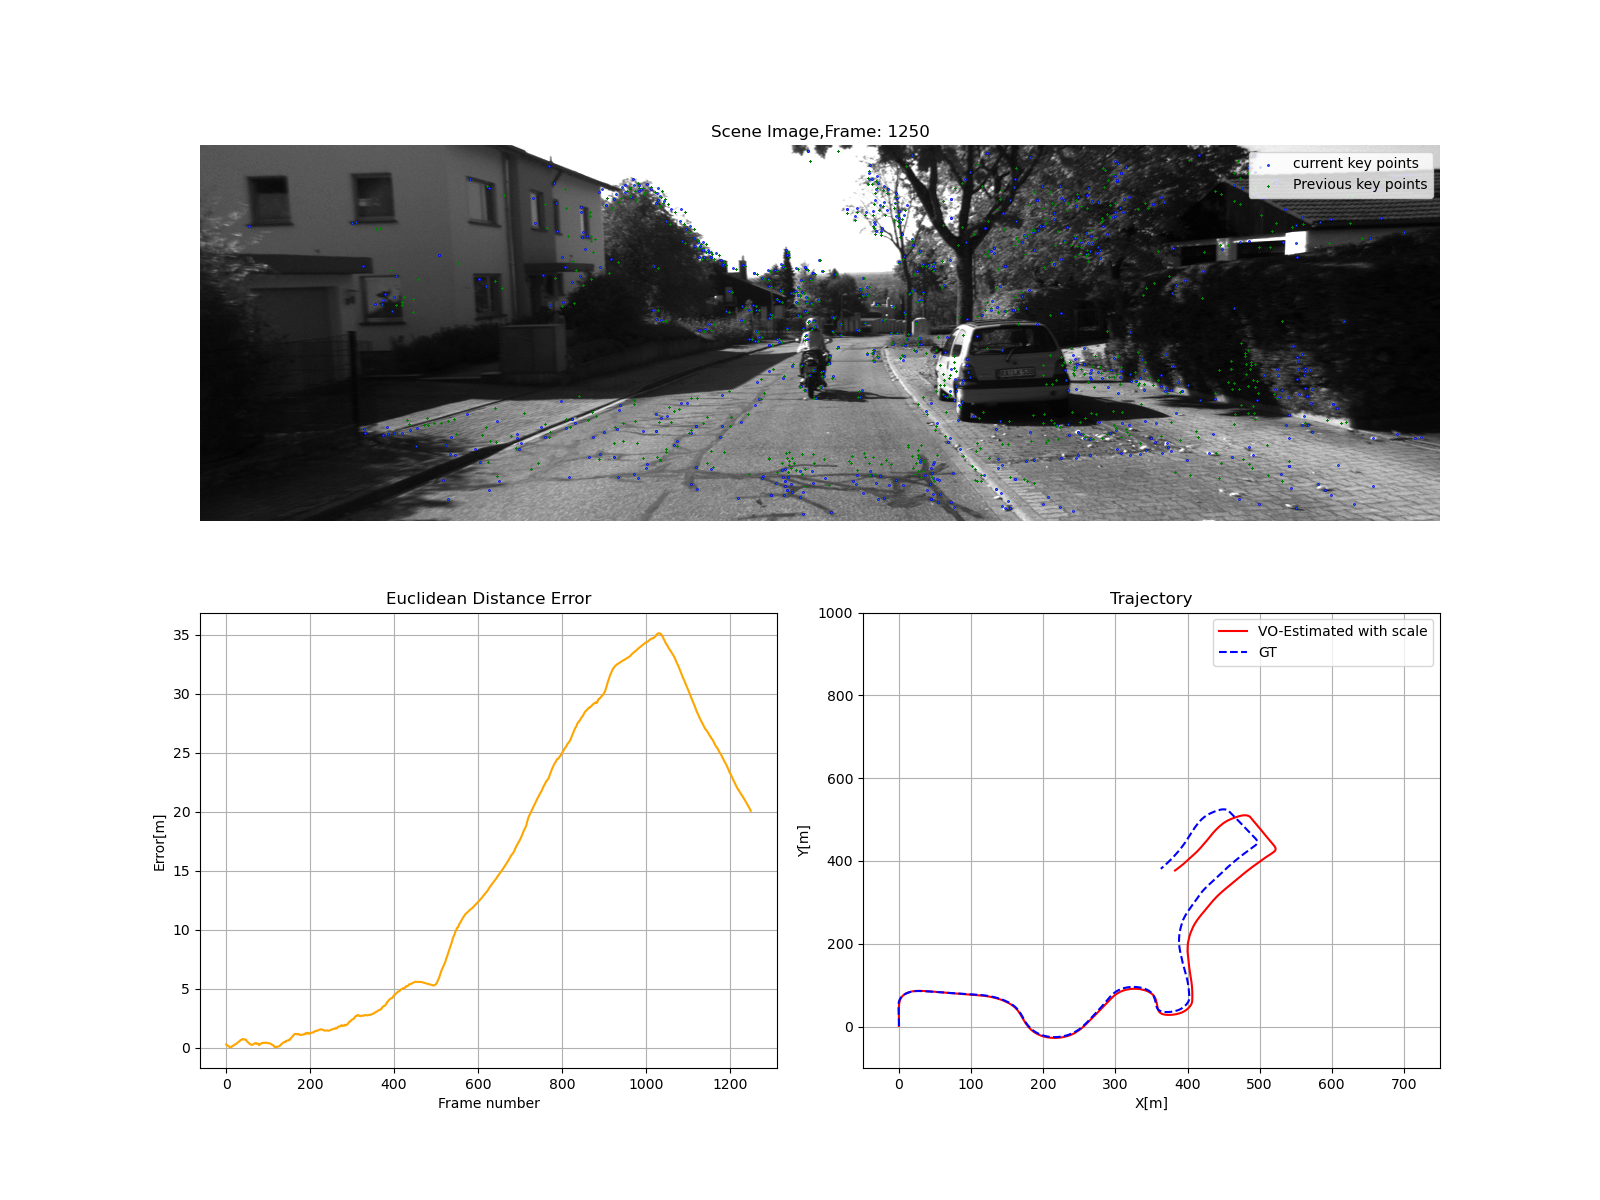 Scene Image,Frame: 1250
current key points
Previous key points
Euclidean Distance Error
35
30
25
20
15
10
5
0
Error[m]
0 200 400 600 800 1000 1200
Frame number
Trajectory
VO-Estimated with scale
GT
1000
800
600
400
200
0
Y[m]
0 100 200 300 400 500 600 700
X[m]